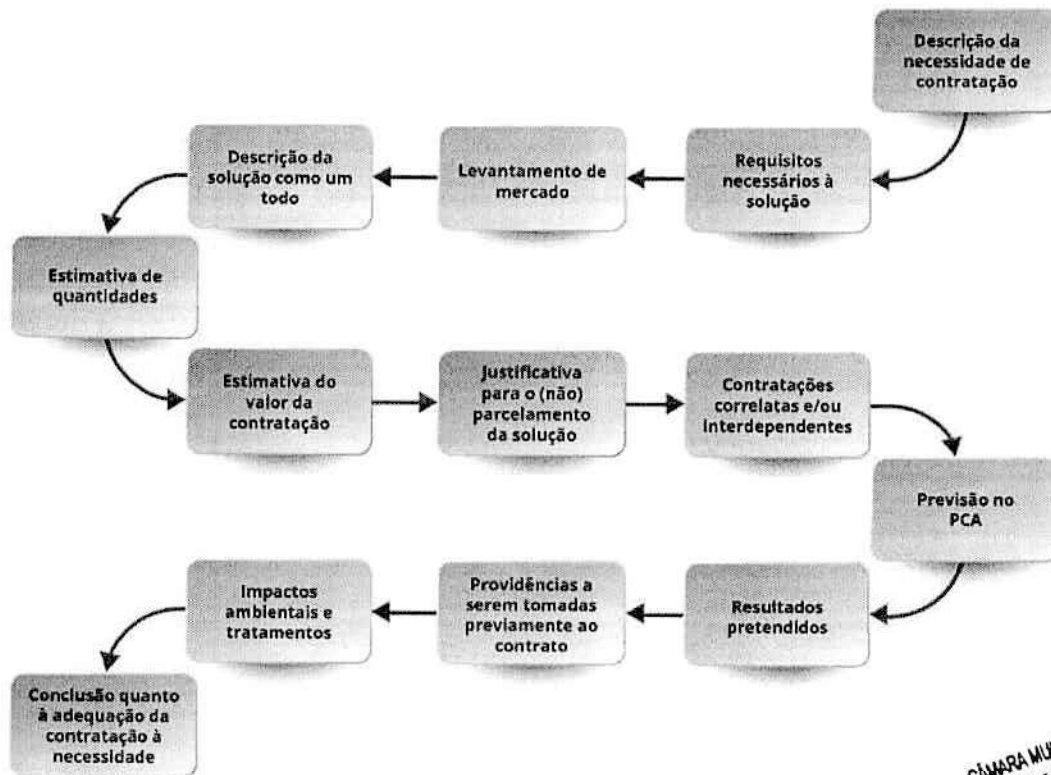 Descrição da
necessidade de
contratação
Requisitos
necessários à
solução
Levantamento de
mercado
Descrição da
solução como um
todo
Estimativa de
quantidades
Estimativa do
valor da
contratação
Justificativa
para o (não)
parcelamento
da solução
Contratações
correlatas e/ou
interdependentes
Previsão no
PCA
Resultados
pretendidos
Providências a
serem tomadas
previamente ao
contrato
Impactos
ambientais e
tratamentos
Conclusão quanto
à adequação da
contratação à
necessidade
CÂMARA